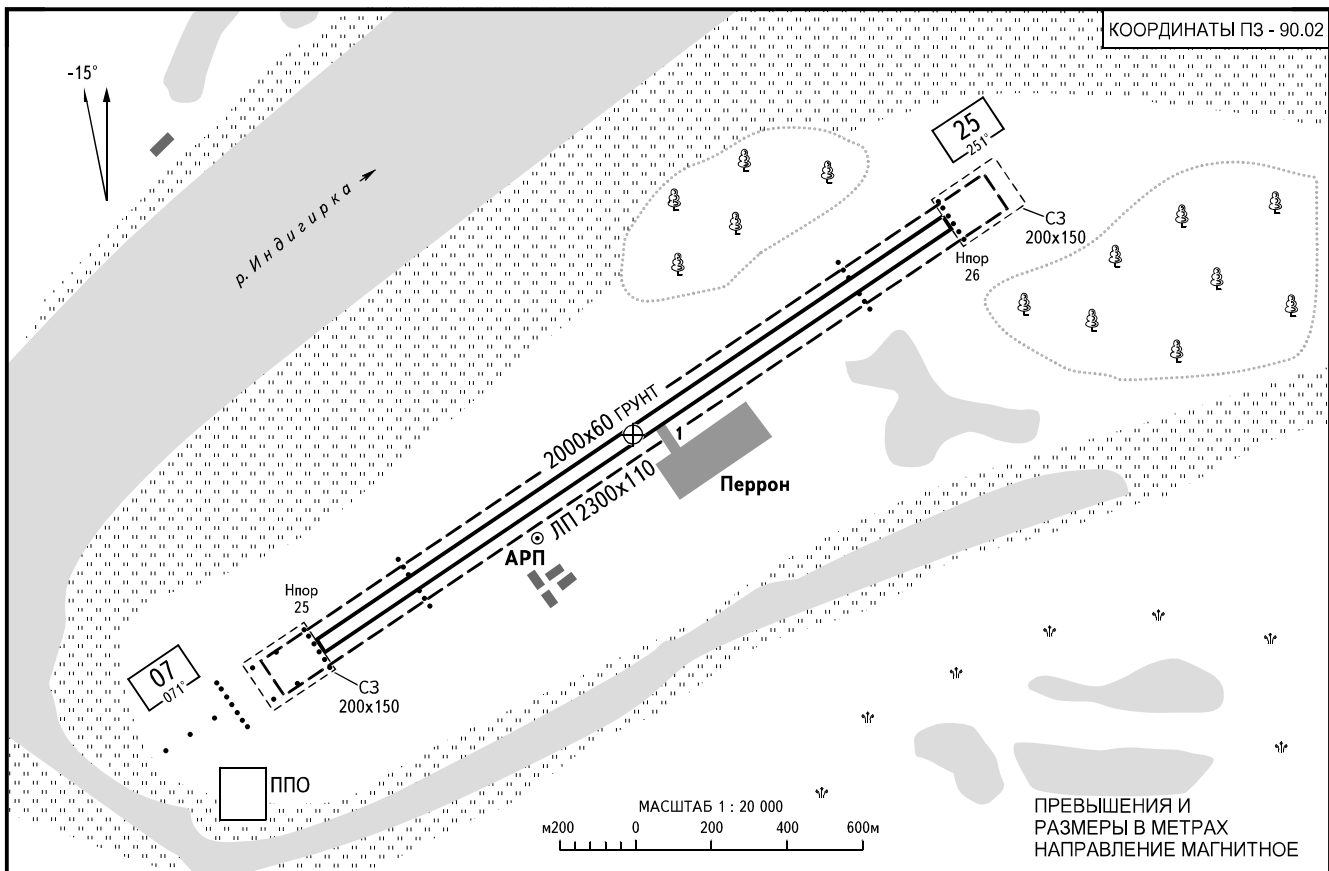 КООРДИНАТЫ ПЗ - 90.02
-15°
р. Индигирка
25
251°
СЗ
200x150
Нпор
26
2000x60 ГРУНТ
1
ЛП 2300x110
Перрон
АРП
Нпор
25
07
071°
СЗ
200x150
ППО
МАСШТАБ 1 : 20 000
м200 0 200 400 600м
ПРЕВЫШЕНИЯ И
РАЗМЕРЫ В МЕТРАХ
НАПРАВЛЕНИЕ МАГНИТНОЕ